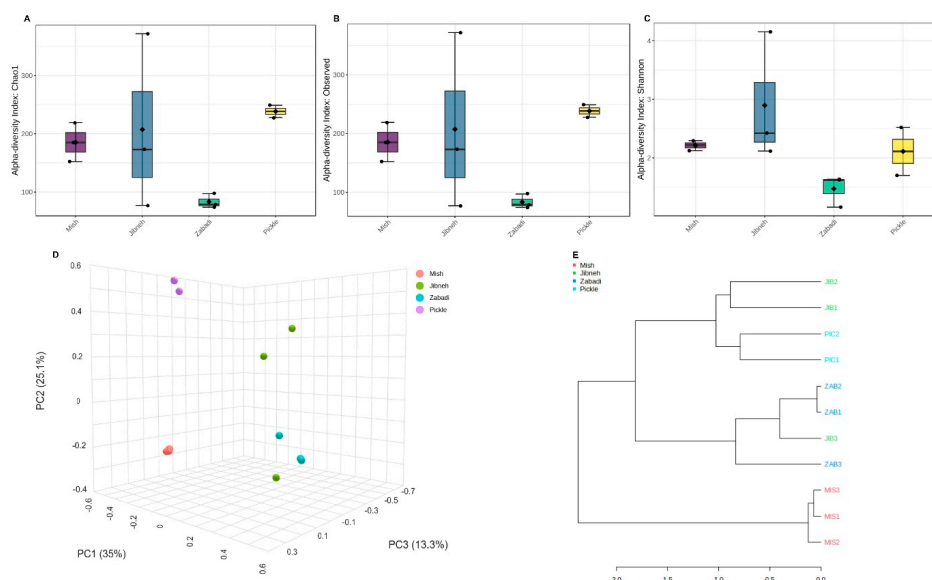 A
Alpha-diversity Index: Chao1
300
200
100
Mish
Jibneh
Zabadi
Pickle
B
Alpha-diversity Index: Observed
300
200
100
Mish
Jibneh
Zabadi
Pickle
C
Alpha-diversity Index: Shannon
4
3
2
Mish
Jibneh
Zabadi
Pickle
D
Mish
Jibneh
Zabadi
Pickle
PC2 (25.1%)
0.6
0.4
0.2
0
-0.2
-0.4
-0.6
-0.4
-0.2
0
0.2
0.4
0.6
PC1 (35%)
0.3
0.1
-0.1
-0.3
-0.5
-0.7
PC3 (13.3%)
E
Mish
Jibneh
Zabadi
Pickle
JIB2
JIB1
PIC2
PIC1
ZAB2
ZAB1
JIB3
ZAB3
MIS3
MIS1
MIS2
2.0
1.5
1.0
0.5
0.0